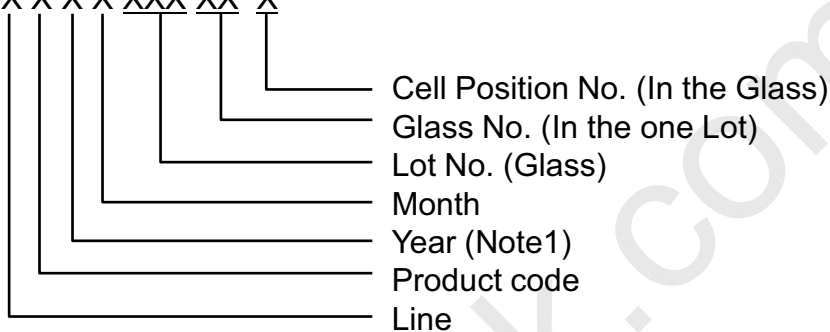 X X X X XXX XX X
Cell Position No. (In the Glass)
Glass No. (In the one Lot)
Lot No. (Glass)
Month
Year (Note1)
Product code
Line